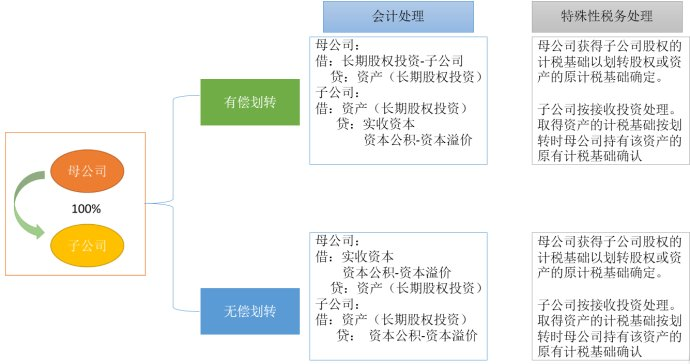 会计处理
特殊性税务处理
母公司：
借：长期股权投资-子公司
贷：资产（长期股权投资）
子公司：
借：资产（长期股权投资）
贷：实收资本
资本公积-资本溢价
母公司获得子公司股权的
计税基础以划转股权或资
产的原计税基础确定。
子公司按接收投资处理。
取得资产的计税基础按划
转时母公司持有该资产的
原有计税基础确认
有偿划转
母公司
100%
子公司
无偿划转
母公司：
借：实收资本
资本公积-资本溢价
贷：资产（长期股权投资）
子公司：
借：资产（长期股权投资）
贷： 资本公积-资本溢价
母公司获得子公司股权的
计税基础以划转股权或资
产的原计税基础确定。
子公司按接收投资处理。
取得资产的计税基础按划
转时母公司持有该资产的
原有计税基础确认